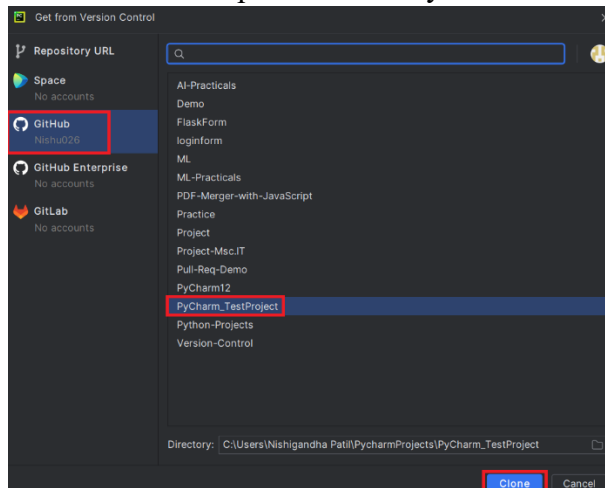 Get from Version Control
Repository URL
Space
No accounts
GitHub
Nishu026
GitHub Enterprise
No accounts
GitLab
No accounts
AI-Practicals
Demo
FlaskForm
loginform
ML
ML-Practicals
PDF-Merger-with-JavaScript
Practice
Project
Project-Msc.IT
Pull-Req-Demo
PyCharm12
PyCharm_TestProject
Python-Projects
Version-Control
Directory: C:\Users\Nishigandha Patil\PycharmProjects\PyCharm_TestProject
Clone Cancel